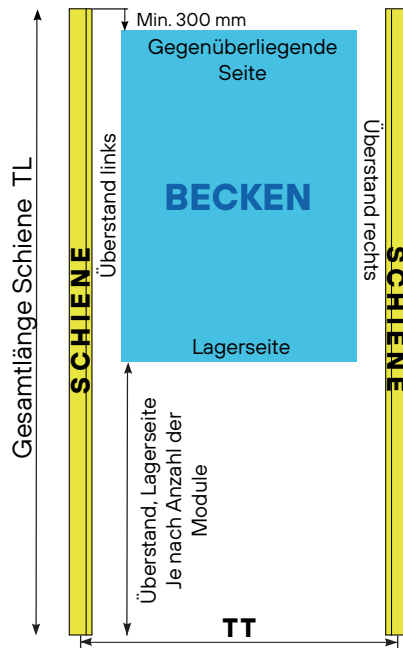 Min. 300 mm
Gegenüberliegende
Seite
Gesamtlänge Schiene TL
SCHIENE
Überstand links
BECKEN
Überstand rechts
SCHIENE
Lagerseite
Überstand, Lagerseite
Je nach Anzahl der
Module
TT